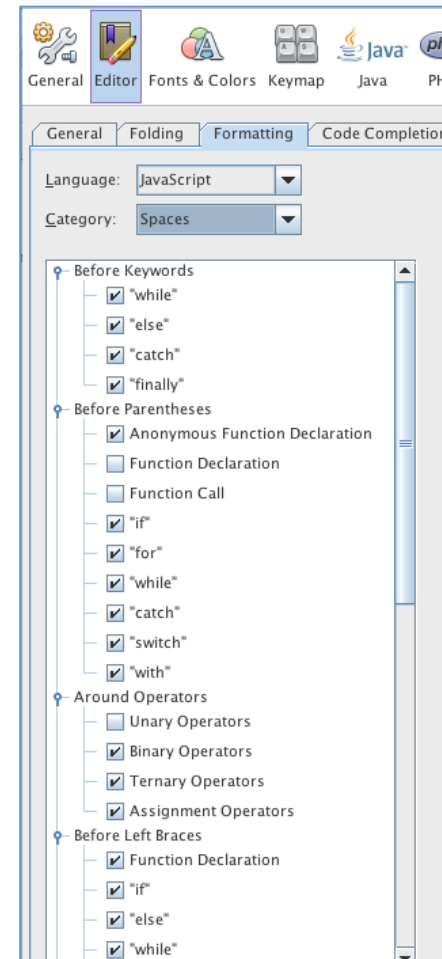 General Editor Fonts & Colors Keymap Java
General Folding Formatting Code Completion
Language: JavaScript
Category: Spaces
Before Keywords
"while"
"else"
"catch"
"finally"
Before Parentheses
Anonymous Function Declaration
Function Declaration
Function Call
"if"
"for"
"while"
"catch"
"switch"
"with"
Around Operators
Unary Operators
Binary Operators
Ternary Operators
Assignment Operators
Before Left Braces
Function Declaration
"if"
"else"
"while"